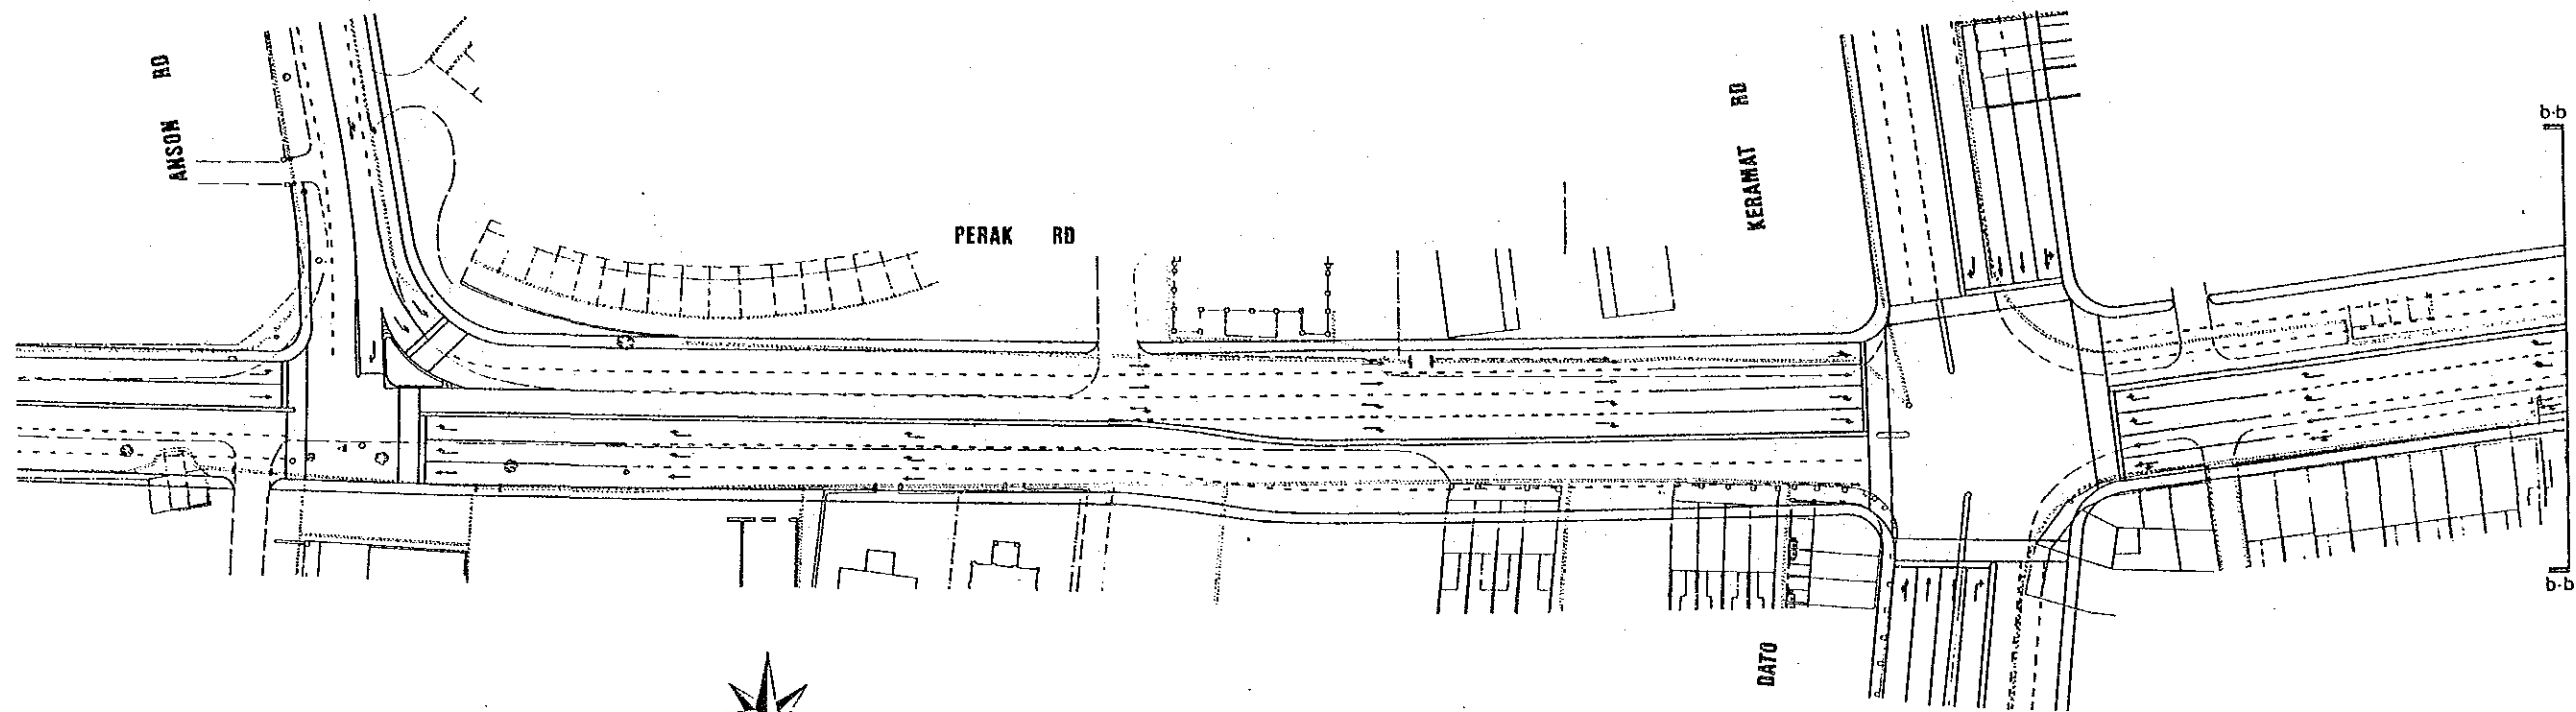 ANSON RD
PERAK RD
KERAMAT RD
DATO
b-b
b-b